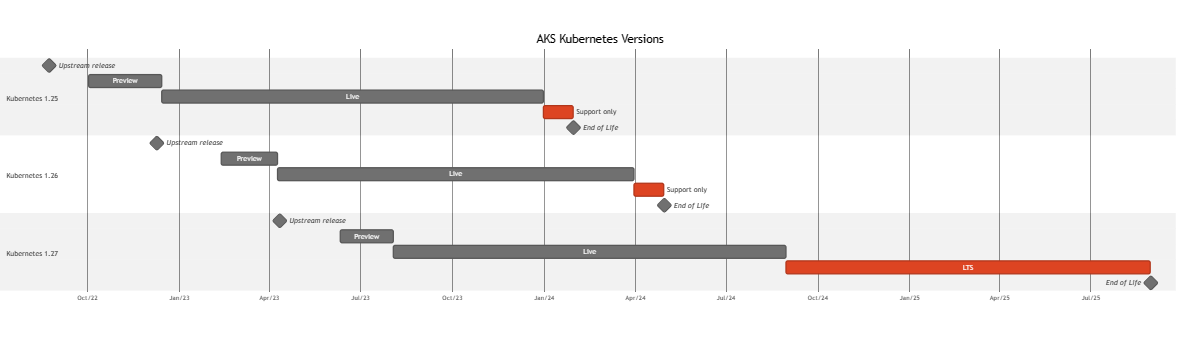 AKS Kubernetes Versions
Upstream release
Preview
Kubernetes 1.25
Live
Support only
End of Life
Upstream release
Preview
Kubernetes 1.26
Live
Support only
End of Life
Upstream release
Preview
Kubernetes 1.27
Live
LTS
End of Life
Oct/22 Jan/23 Apr/23 Jul/23 Oct/23 Jan/24 Apr/24 Jul/24 Oct/24 Jan/25 Apr/25 Jul/25